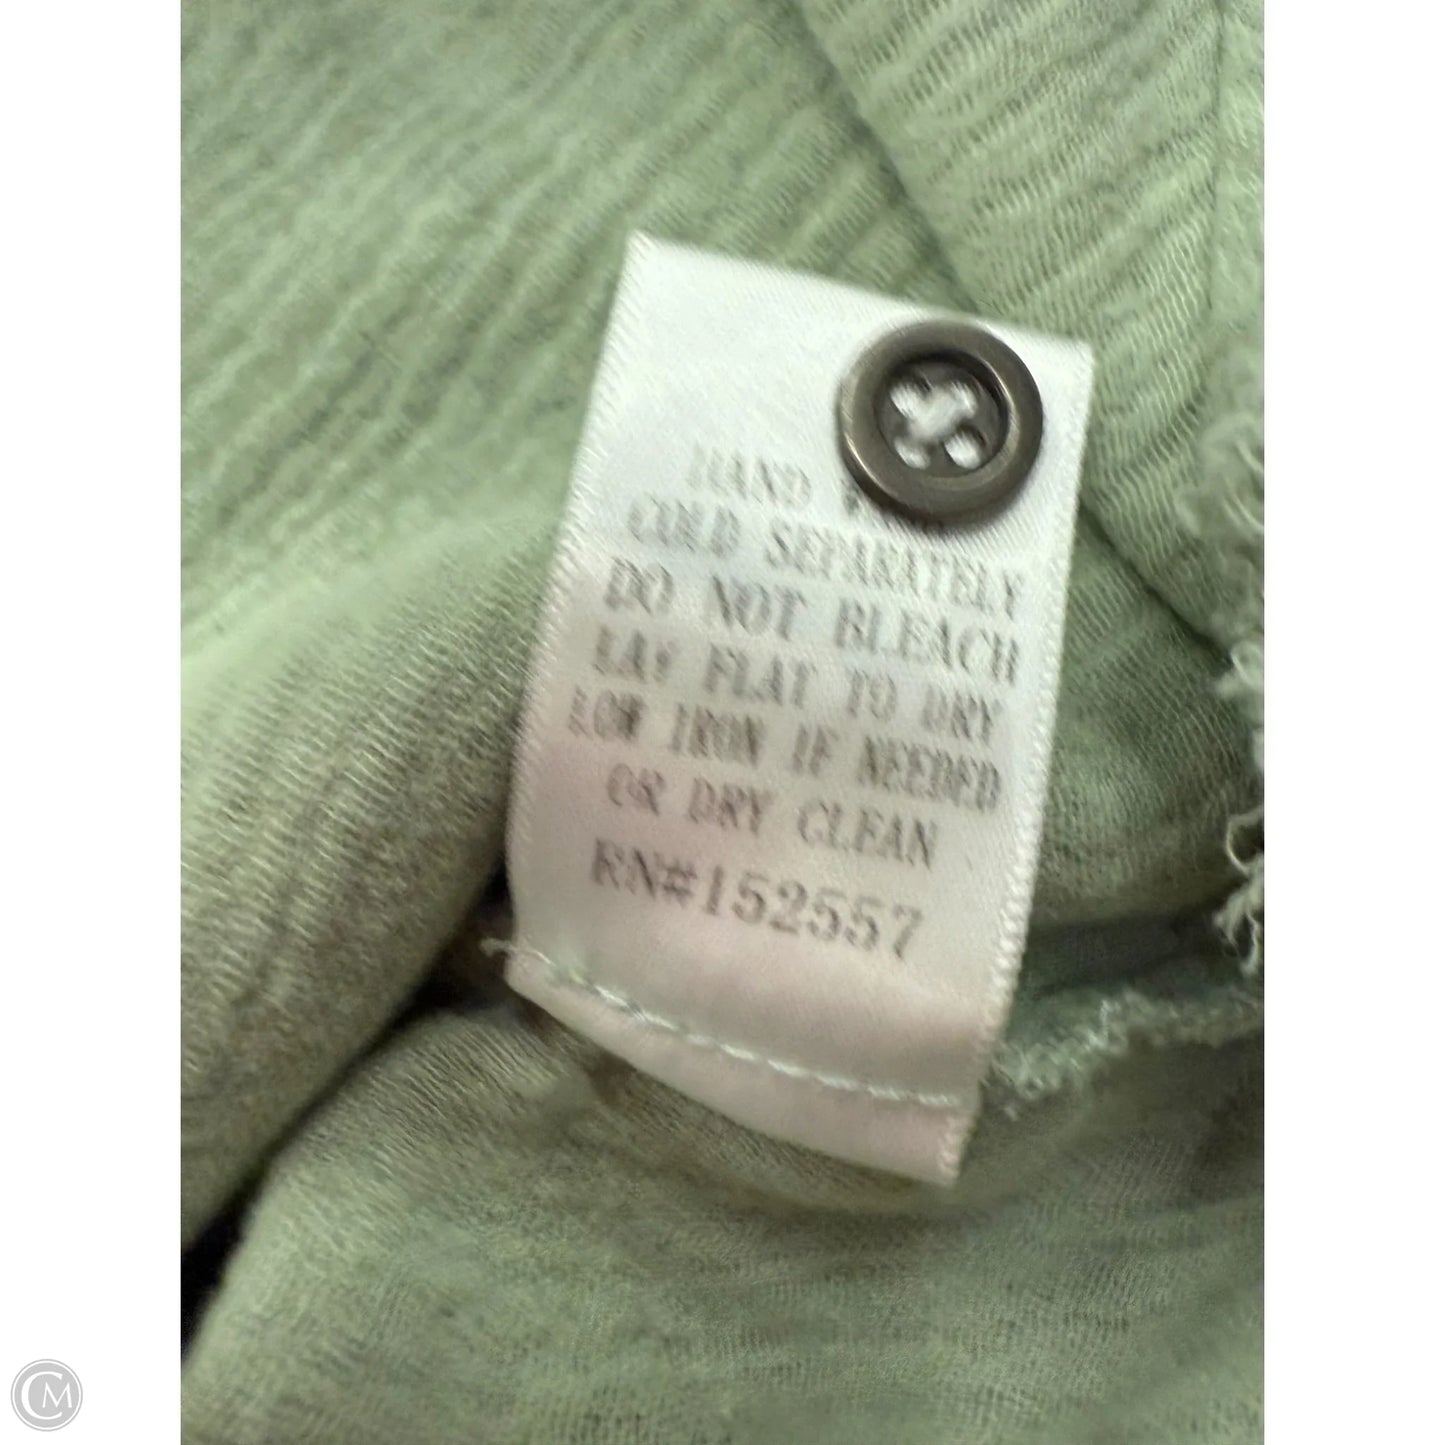 HAND
COLD SEPARATELY
DO NOT BLEACH
LAY FLAT TO DRY
LOW IRON IF NEEDED
OR DRY CLEAN
RN#152557
CM